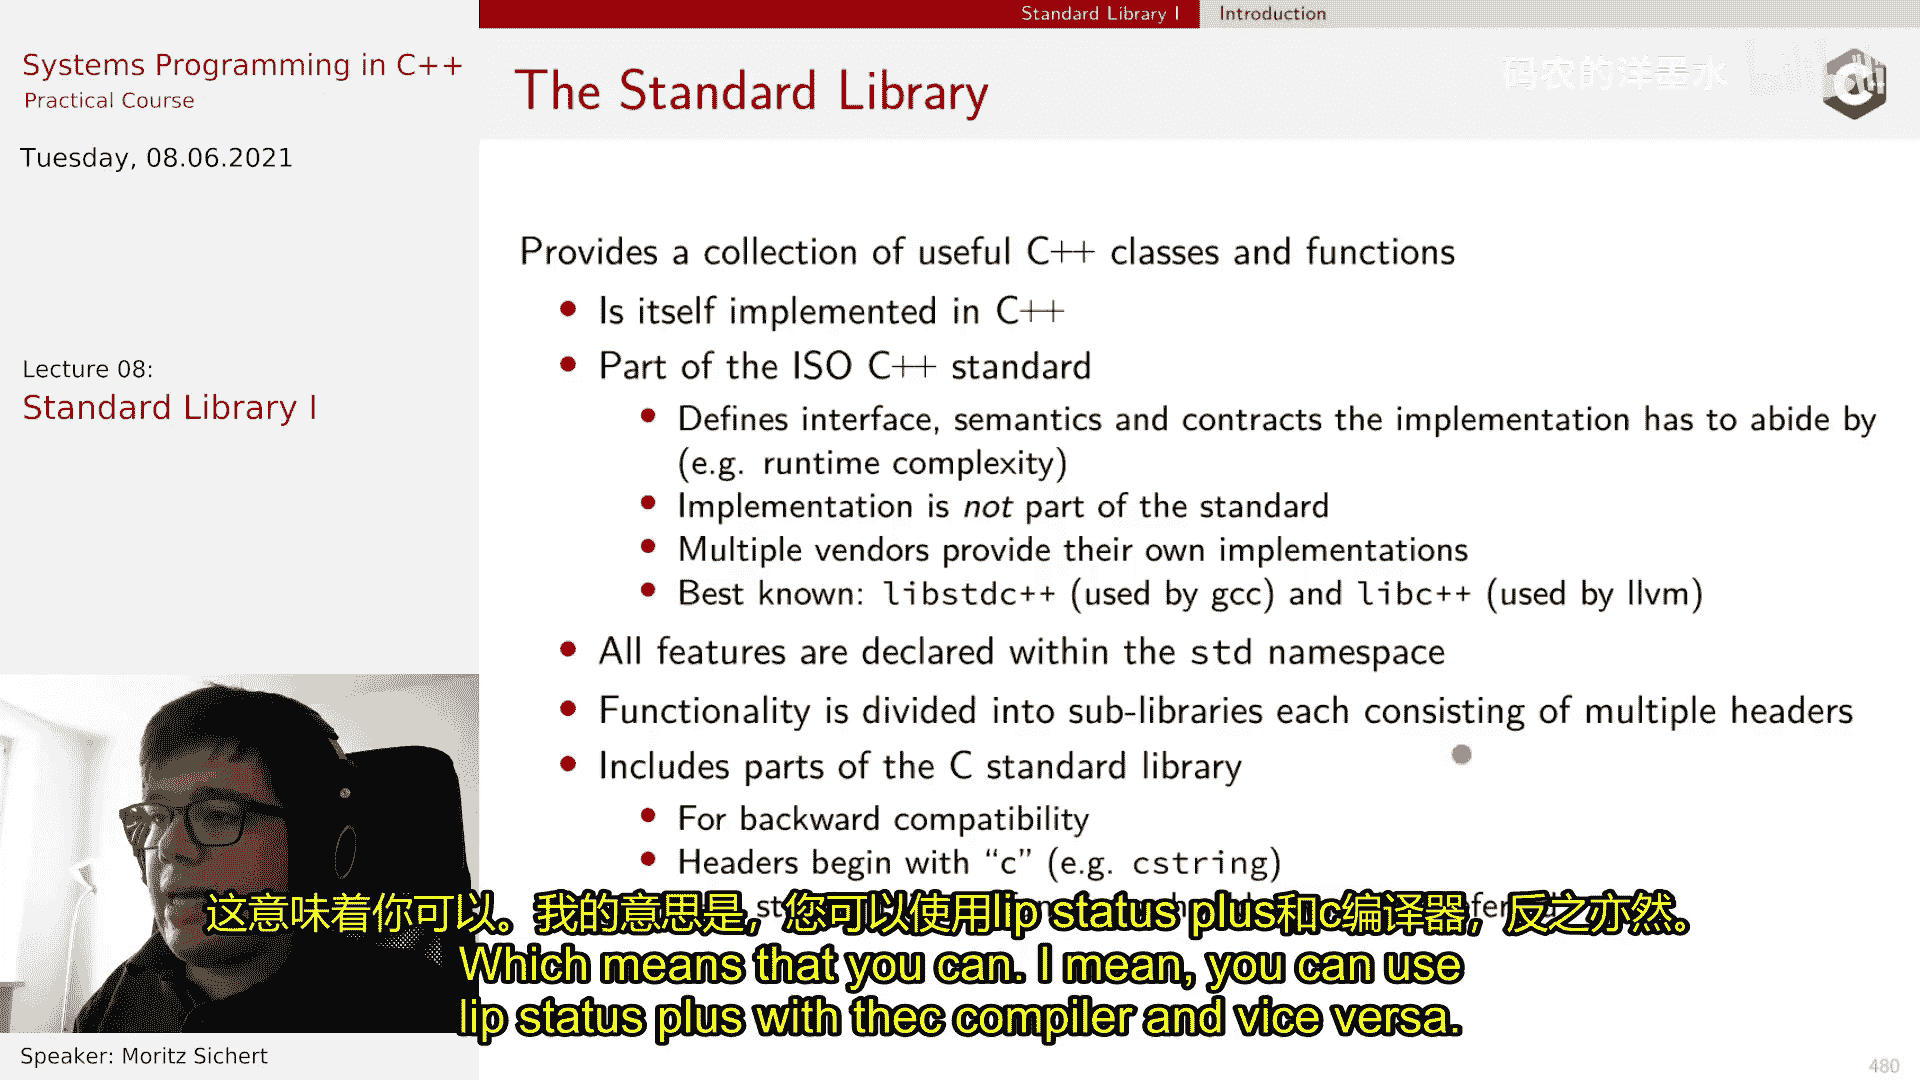 Standard Library I
Introduction
Systems Programming in C++
Practical Course
Tuesday, 08.06.2021
Lecture 08:
Standard Library I
The Standard Library
码农的洋墨水
Provides a collection of useful C++ classes and functions
Is itself implemented in C++
Part of the ISO C++ standard
Defines interface, semantics and contracts the implementation has to abide by
(e.g. runtime complexity)
Implementation is not part of the standard
Multiple vendors provide their own implementations
Best known: libstdc++ (used by gcc) and libc++ (used by llvm)
All features are declared within the std namespace
Functionality is divided into sub-libraries each consisting of multiple headers
Includes parts of the C standard library
For backward compatibility
Headers begin with “c” (e.g. cstring)
这意味着你可以。我的意思是，您可以使用lip status plus和c编译器，反之亦然。
Which means that you can. I mean, you can use
lip status plus with thec compiler and vice versa.
Speaker: Moritz Sichert
480